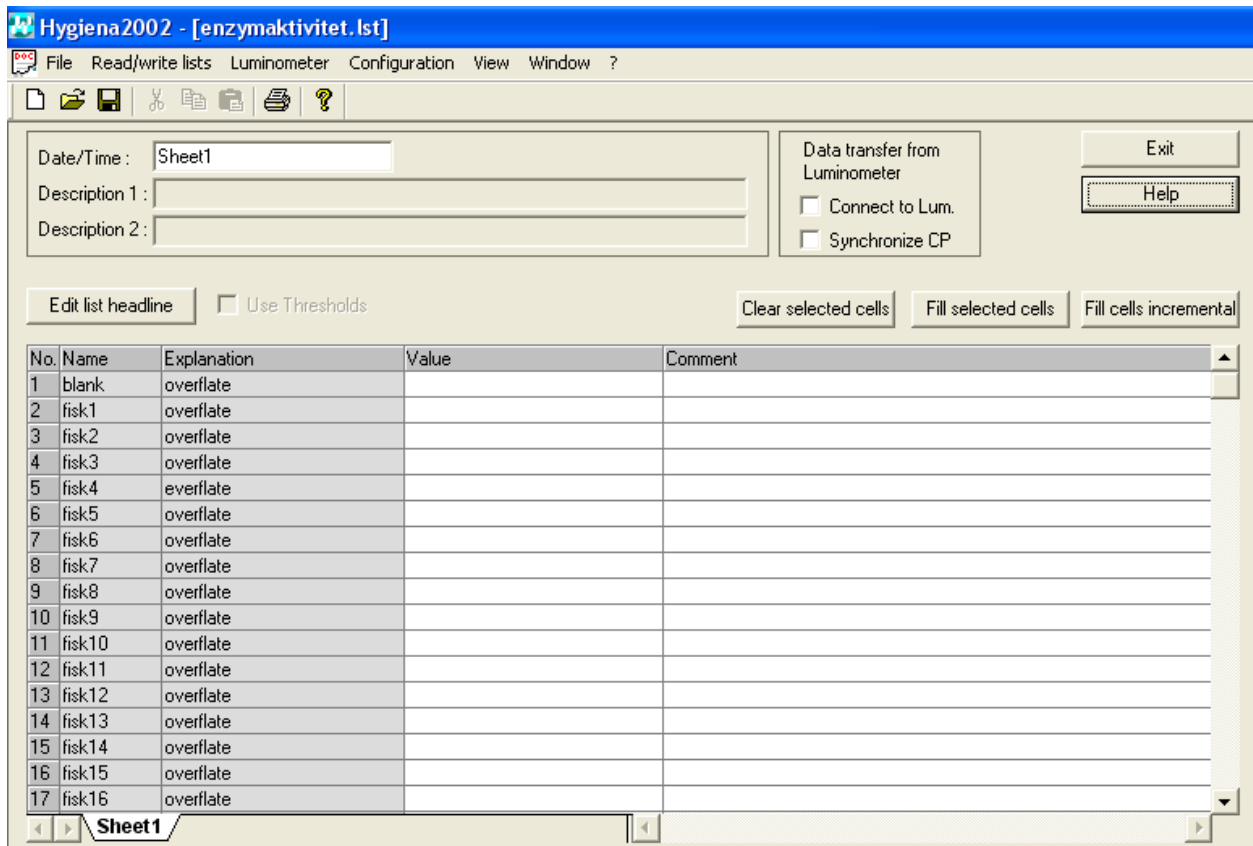 Hygiena2002 - [enzymaktivitet.lst]
DOC File Read/write lists Luminometer Configuration View Window ?
Date/Time : Sheet1
Description 1 :
Description 2 :
Data transfer from
Luminometer
Connect to Lum.
Synchronize CP
Exit
Help
Edit list headline Use Thresholds Clear selected cells Fill selected cells Fill cells incremental
No. Name Explanation Value Comment
1 blank overflate
2 fisk1 overflate
3 fisk2 overflate
4 fisk3 overflate
5 fisk4 everflate
6 fisk5 overflate
7 fisk6 overflate
8 fisk7 overflate
9 fisk8 overflate
10 fisk9 overflate
11 fisk10 overflate
12 fisk11 overflate
13 fisk12 overflate
14 fisk13 overflate
15 fisk14 overflate
16 fisk15 overflate
17 fisk16 overflate
Sheet1